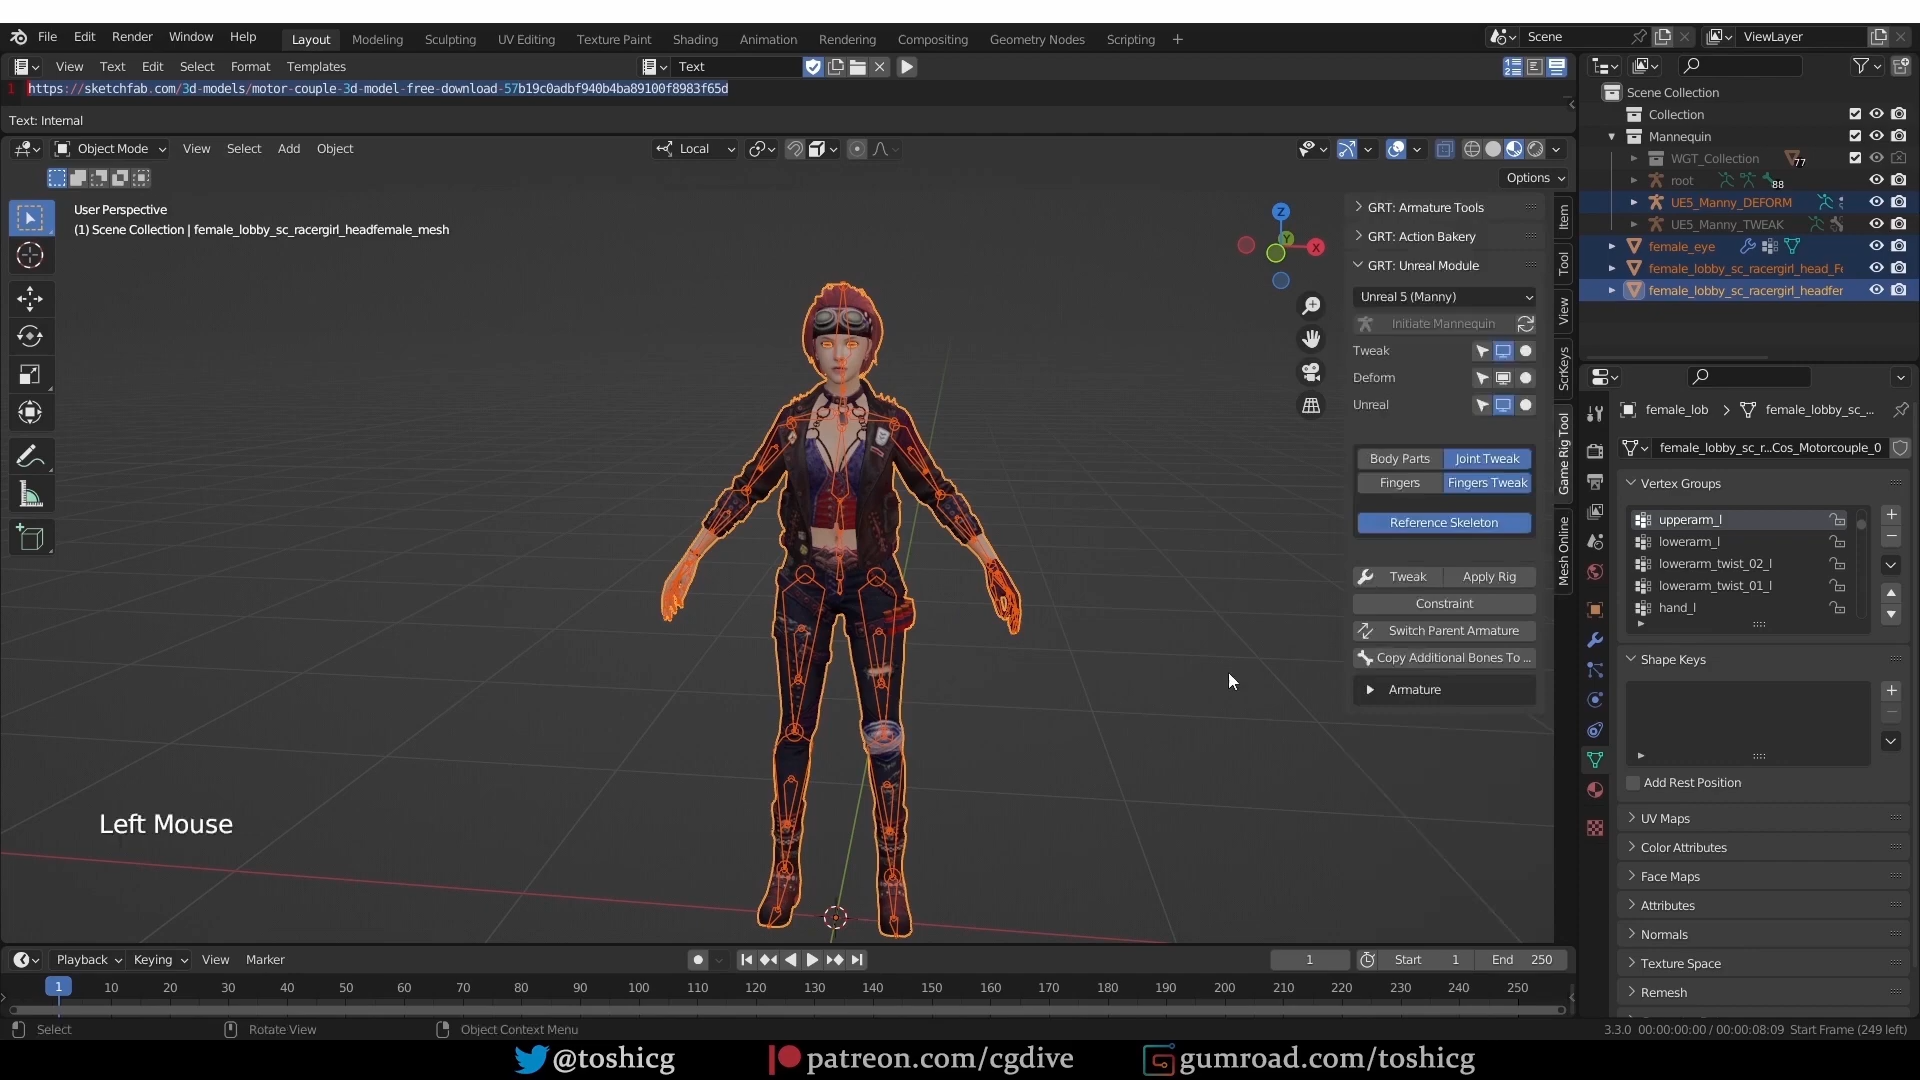 File Edit Render Window Help Layout Modeling Sculpting UV Editing Texture Paint Shading Animation Rendering Compositing Geometry Nodes Scripting + Scene ViewLayer
View Text Edit Select Format Templates Text
1 https://sketchfab.com/3d-models/motor-couple-3d-model-free-download-57b19c0adbf940b4ba89100f8983f65d
Text: Internal
Object Mode View Select Add Object Local
Options
User Perspective
(1) Scene Collection | female_lobby_sc_racergirl_headfemale_mesh
Z
Y
X
GRT: Armature Tools
GRT: Action Bakery
GRT: Unreal Module
Unreal 5 (Manny)
Initiate Mannequin
Tweak
Deform
Unreal
Body Parts Joint Tweak
Fingers Fingers Tweak
Reference Skeleton
Tweak Apply Rig
Constraint
Switch Parent Armature
Copy Additional Bones To ...
Armature
Item
Tool
View
ScrKeys
Game Rig Tool
Mesh Online
Scene Collection
Collection
Mannequin
WGT_Collection 77
root 88
UE5_Manny_DEFORM
UE5_Manny_TWEAK
female_eye
female_lobby_sc_racergirl_head_Fe
female_lobby_sc_racergirl_headfer
female_lob female_lobby_sc_...
female_lobby_sc_r...Cos_Motorcouple_0
Vertex Groups
upperarm_l
lowerarm_l
lowerarm_twist_02_l
lowerarm_twist_01_l
hand_l
Shape Keys
Add Rest Position
UV Maps
Color Attributes
Face Maps
Attributes
Normals
Texture Space
Remesh
Left Mouse
Playback Keying View Marker 1 Start 1 End 250
1 10 20 30 40 50 60 70 80 90 100 110 120 130 140 150 160 170 180 190 200 210 220 230 240 250
Select Rotate View Object Context Menu 3.3.0 00:00:00:00 / 00:00:08:09 Start Frame (249 left)
@toshicg patreon.com/cgdive gumroad.com/toshicg